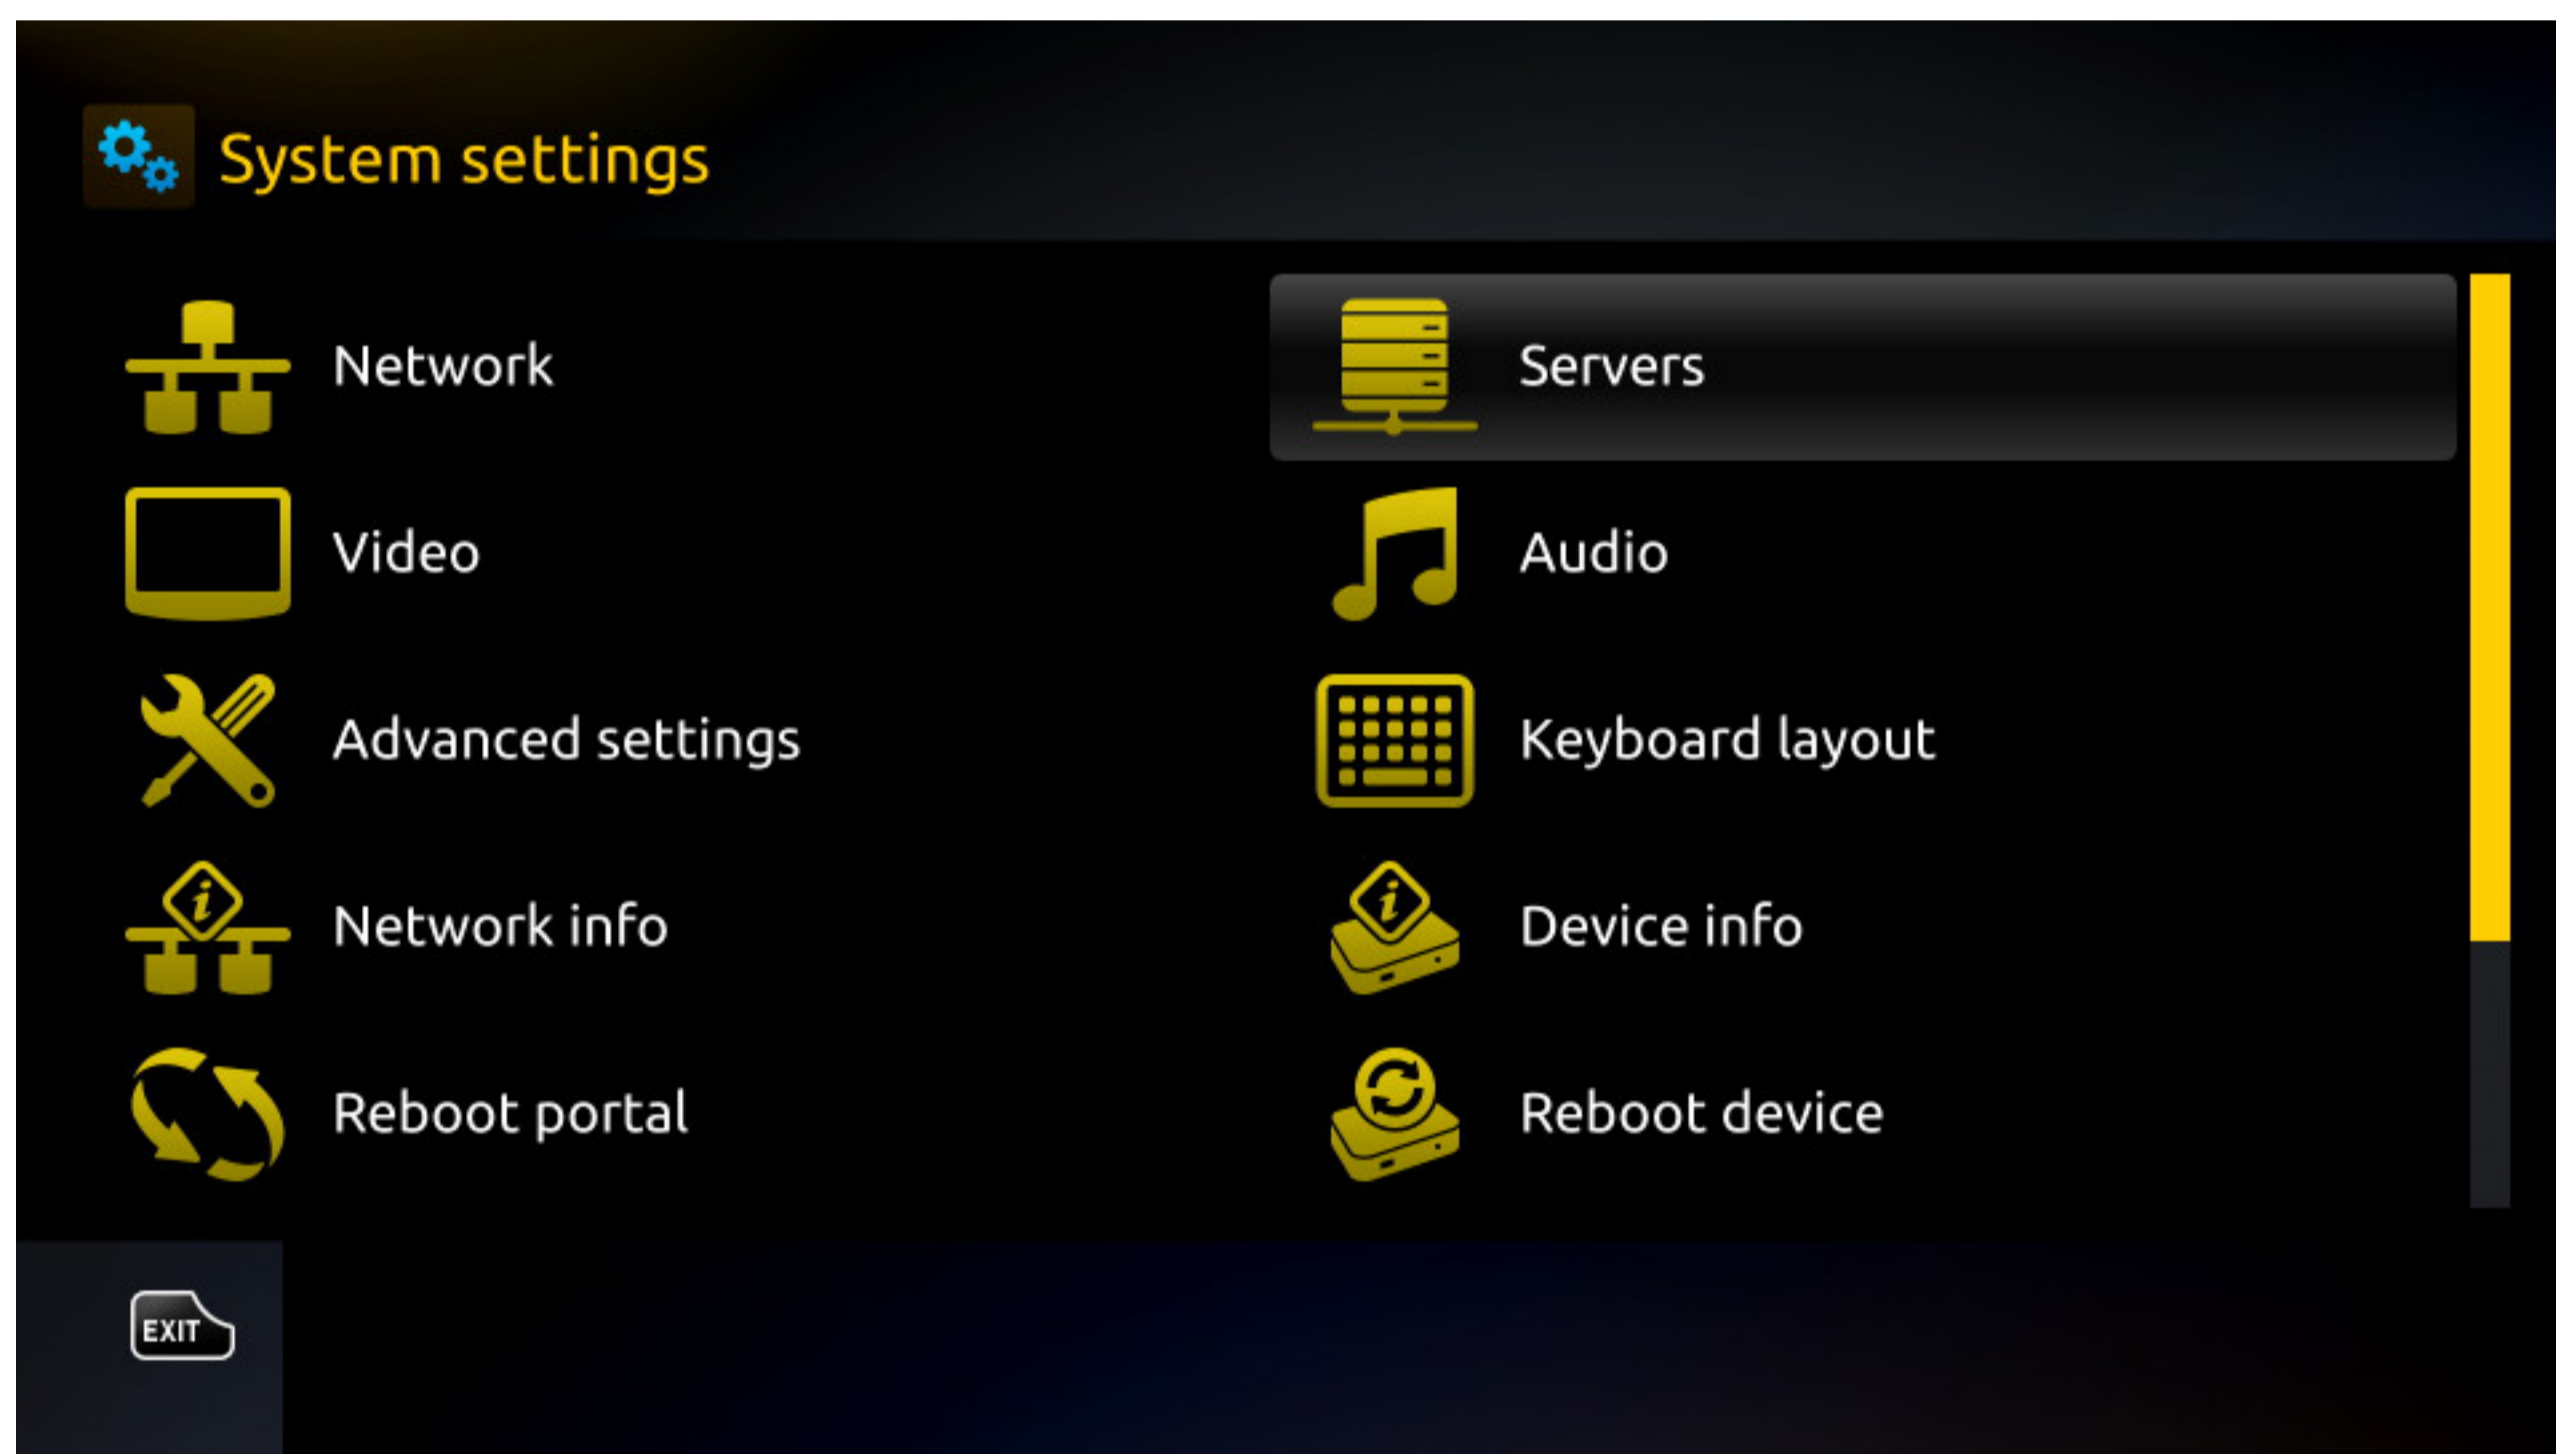 System settings
Network
Servers
Video
Audio
Advanced settings
Keyboard layout
Network info
Device info
Reboot portal
Reboot device
EXIT